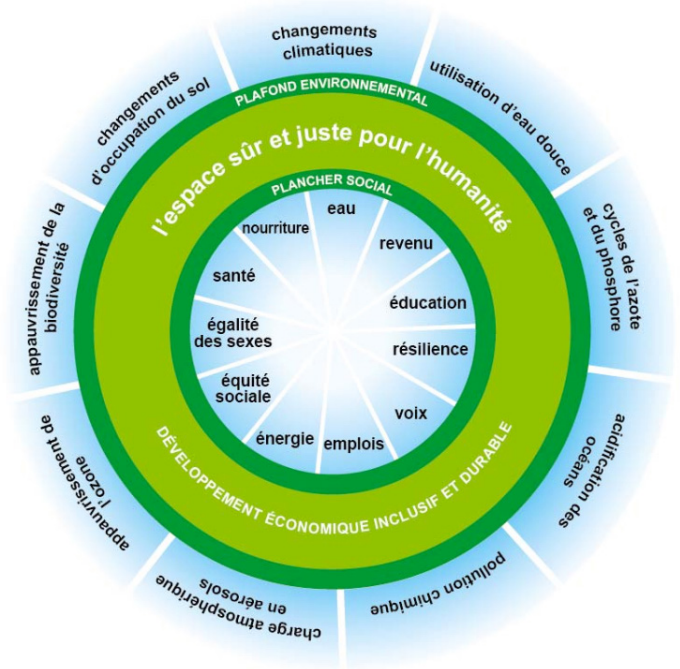 changements
climatiques
utilisation d'eau douce
cycles de l'azote
et du phosphore
acidification des
océans
pollution chimique
charge atmosphérique
en aérosols
appauvrissement de
l'ozone
appauvrissement de la
biodiversité
changements
d'occupation du sol
PLAFOND ENVIRONNEMENTAL
l'espace sûr et juste pour l'humanité
PLANCHER SOCIAL
eau
revenu
éducation
résilience
voix
emplois
énergie
équité
sociale
égalité
des sexes
santé
nourriture
DÉVELOPPEMENT ÉCONOMIQUE INCLUSIF ET DURABLE